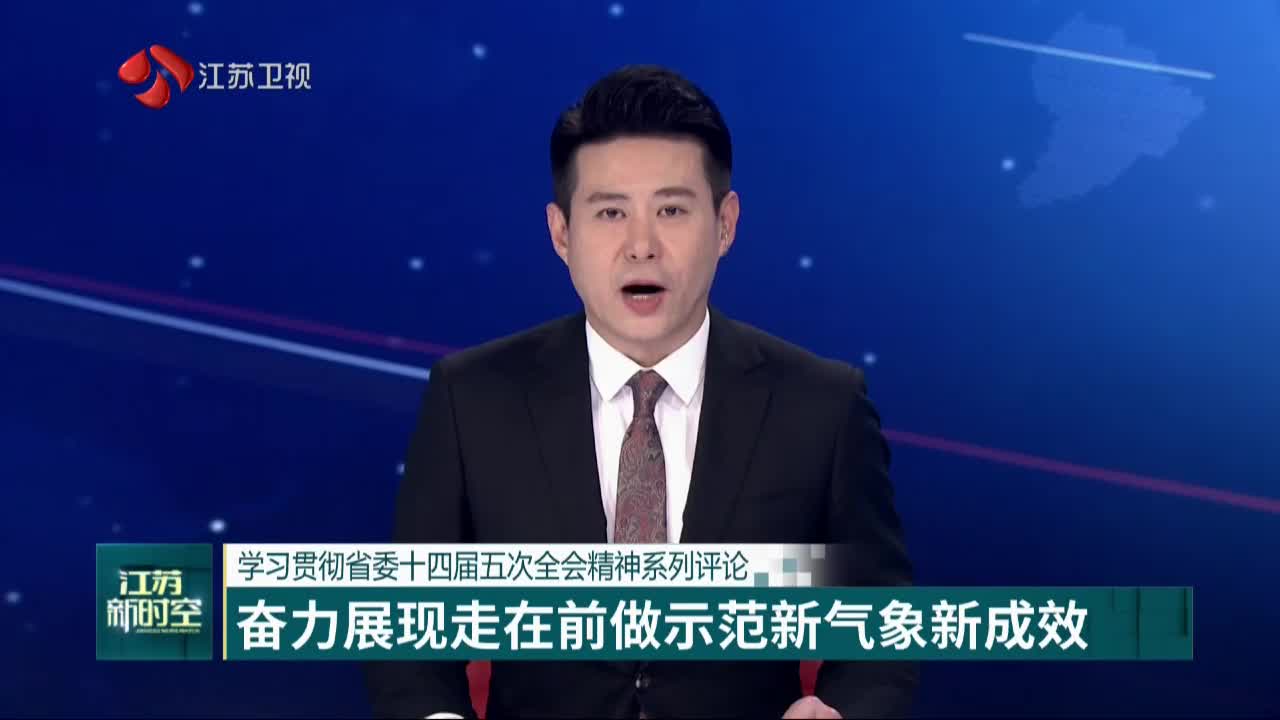 江苏卫视
学习贯彻省委十四届五次全会精神系列评论
奋力展现走在前做示范新气象新成效
江苏
新时空